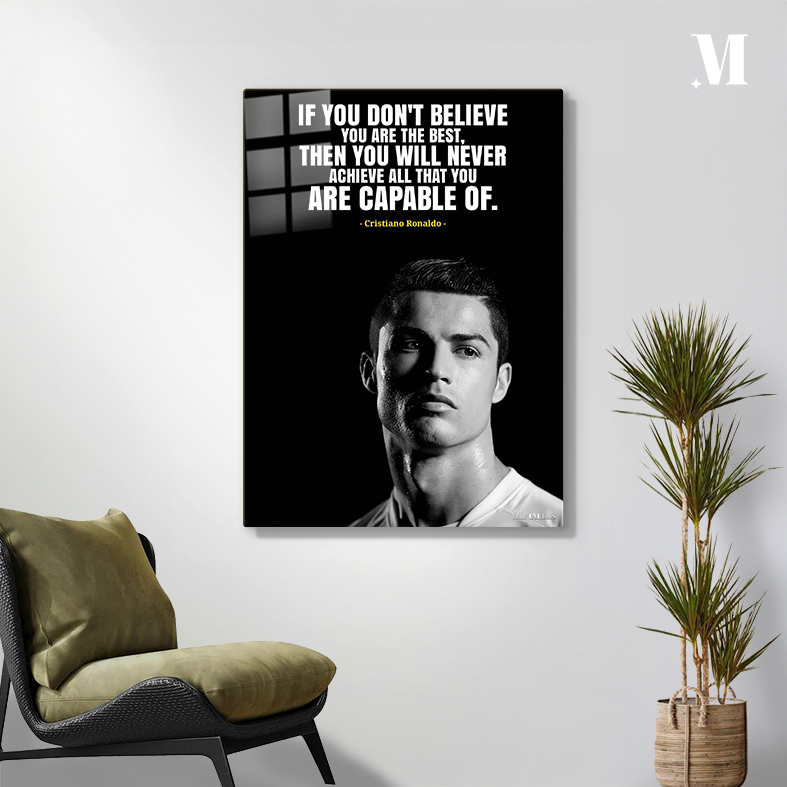 M
IF YOU DON'T BELIEVE
YOU ARE THE BEST,
THEN YOU WILL NEVER
ACHIEVE ALL THAT YOU
ARE CAPABLE OF.
- Cristiano Ronaldo -